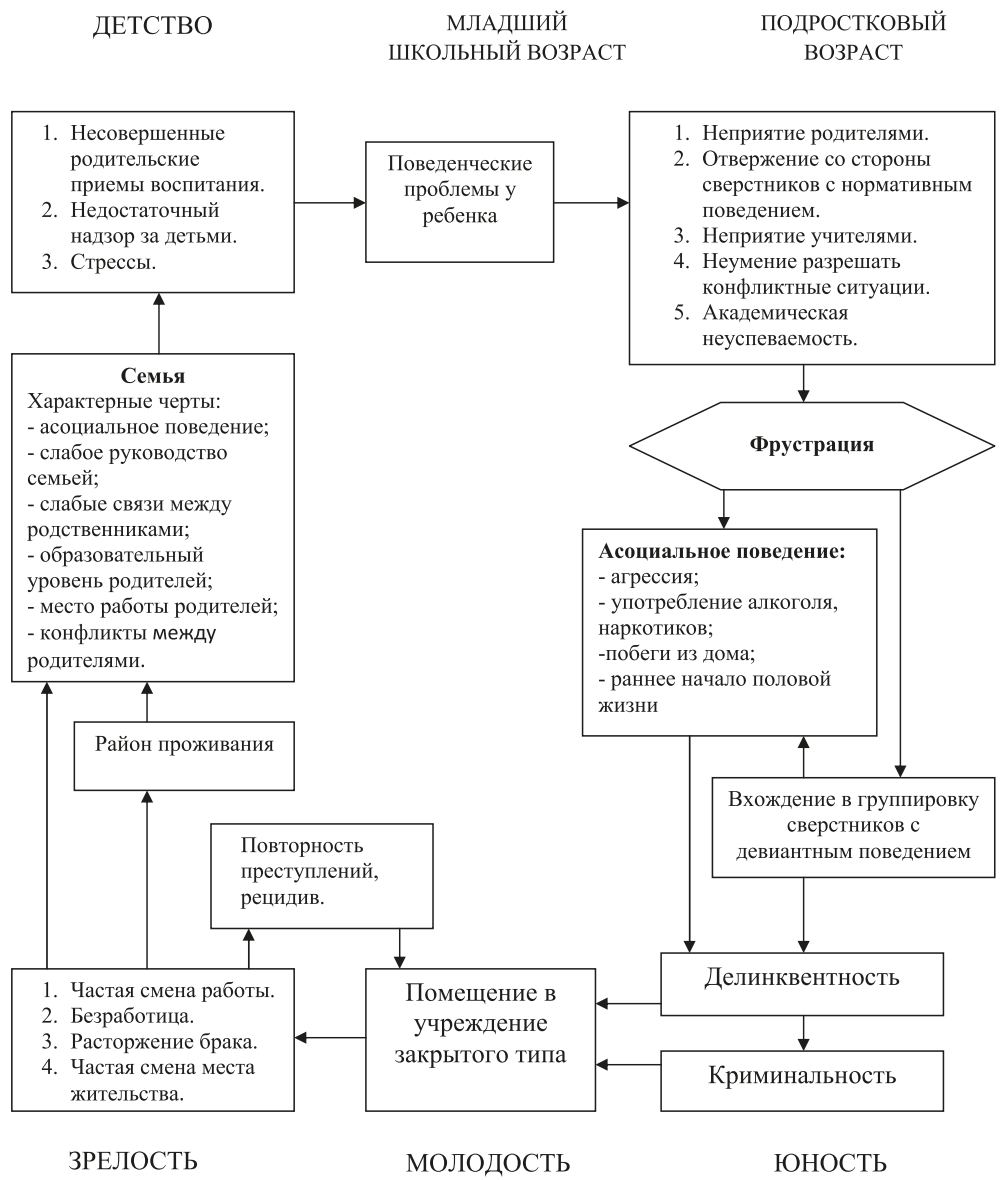 ДЕТСТВО
МЛАДШИЙ
ШКОЛЬНЫЙ ВОЗРАСТ
ПОДРОСТКОВЫЙ
ВОЗРАСТ
1. Несовершенные
родительские
приемы воспитания.
2. Недостаточный
надзор за детьми.
3. Стрессы.
Поведенческие
проблемы у
ребенка
1. Неприятие родителями.
2. Отвержение со стороны
сверстников с нормативным
поведением.
3. Неприятие учителями.
4. Неумение разрешать
конфликтные ситуации.
5. Академическая
неуспеваемость.
Семья
Характерные черты:
- асоциальное поведение;
- слабое руководство
семьей;
- слабые связи между
родственниками;
- образовательный
уровень родителей;
- место работы родителей;
- конфликты между
родителями.
Фрустрация
Асоциальное поведение:
- агрессия;
- употребление алкоголя,
наркотиков;
-побеги из дома;
- раннее начало половой
жизни
Район проживания
Вхождение в группировку
сверстников с
девиантным поведением
Повторность
преступлений,
рецидив.
1. Частая смена работы.
2. Безработица.
3. Расторжение брака.
4. Частая смена места
жительства.
Помещение в
учреждение
закрытого типа
Делинквентность
Криминальность
ЗРЕЛОСТЬ
МОЛОДОСТЬ
ЮНОСТЬ